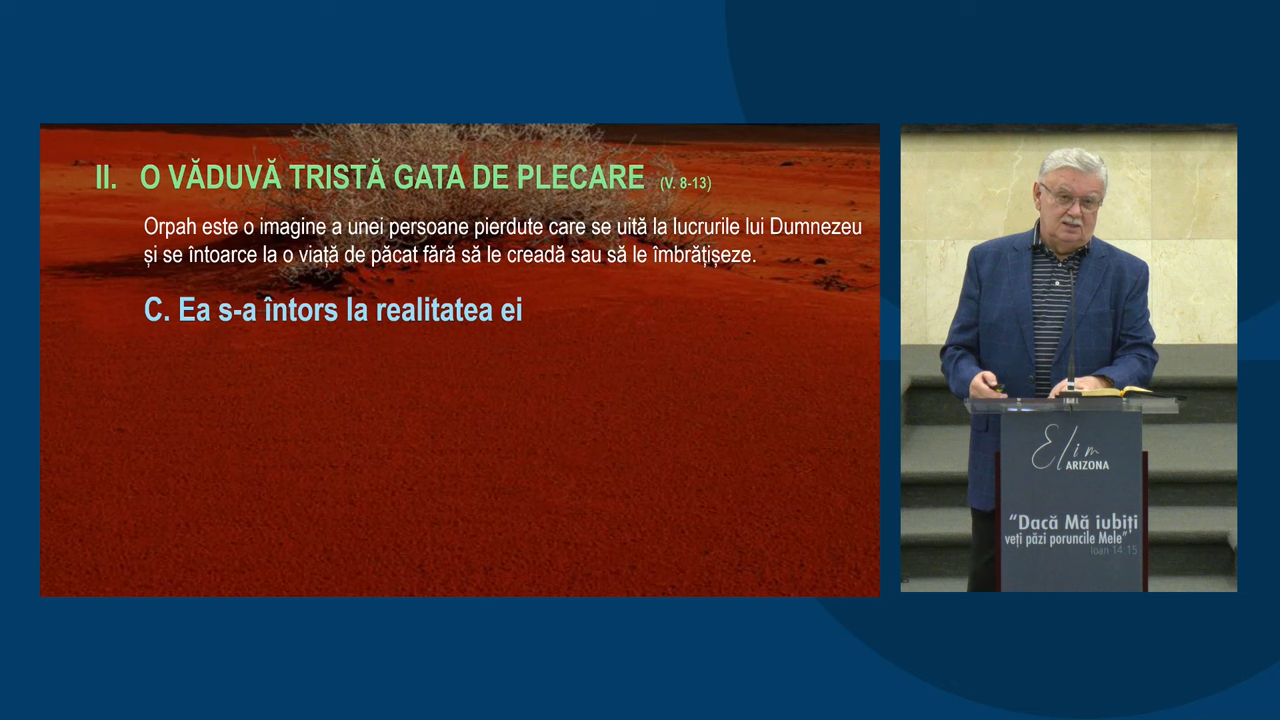 II. O VĂDUVĂ TRISTĂ GATA DE PLECARE (V. 8-13)
Orpah este o imagine a unei persoane pierdute care se uită la lucrurile lui Dumnezeu
și se întoarce la o viață de păcat fără să le creadă sau să le îmbrățișeze.
C. Ea s-a întors la realitatea ei
Elim
ARIZONA
“Dacă Mă iubiți
veți păzi poruncile Mele”
Ioan 14:15